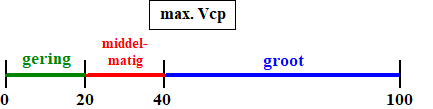 max. Vcp
gering
middel-
matig
groot
0 20 40 100